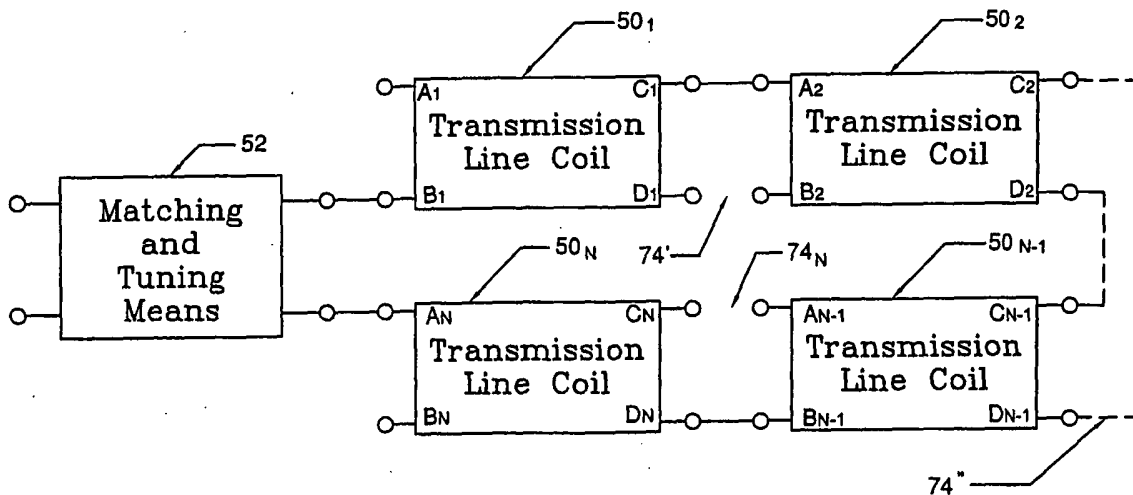 50₁
50₂
52
A₁ C₁
Transmission
Line Coil
B₁ D₁
A₂ C₂
Transmission
Line Coil
B₂ D₂
Matching
and
Tuning
Means
74'
50N
74N
50N-1
AN CN
Transmission
Line Coil
BN DN
AN-1 CN-1
Transmission
Line Coil
BN-1 DN-1
74"